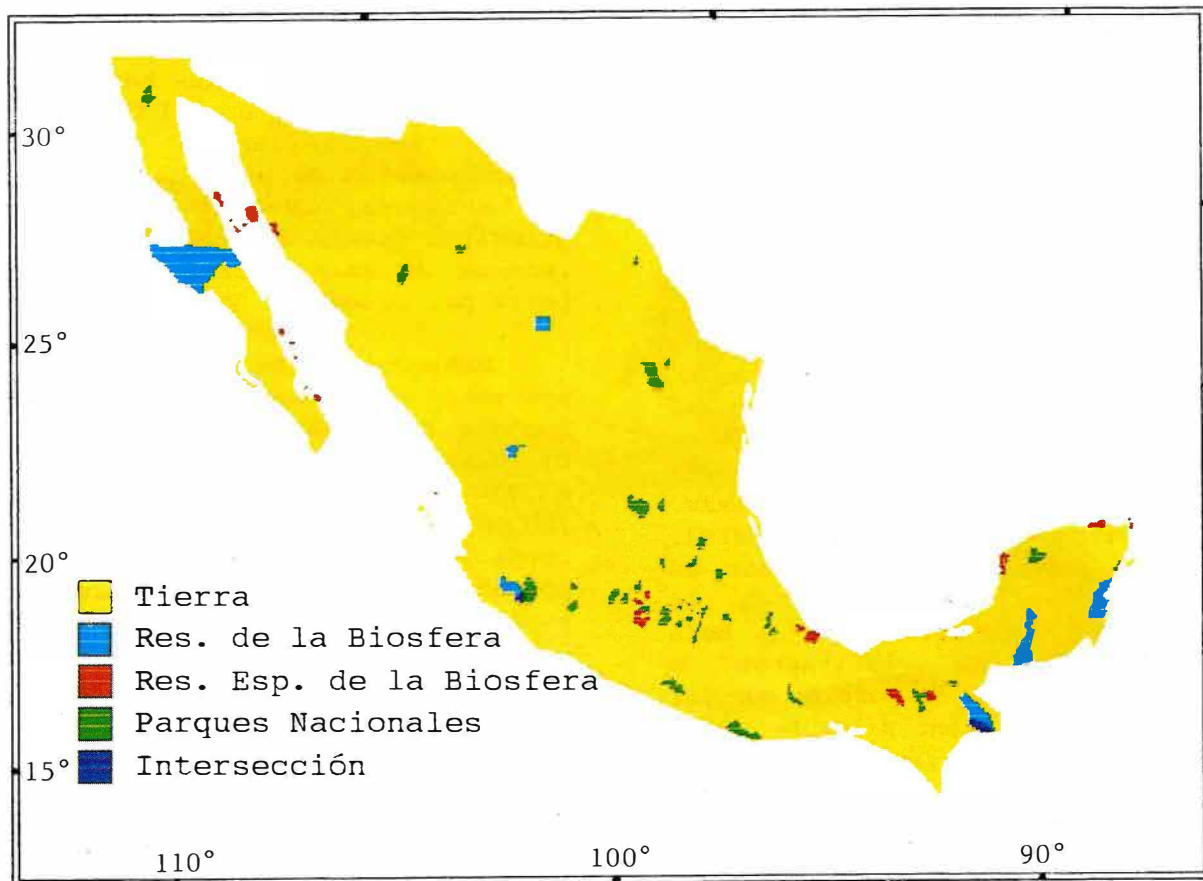 30°
25°
20°
15°
Tierra
Res. de la Biosfera
Res. Esp. de la Biosfera
Parques Nacionales
Intersección
110°
100°
90°